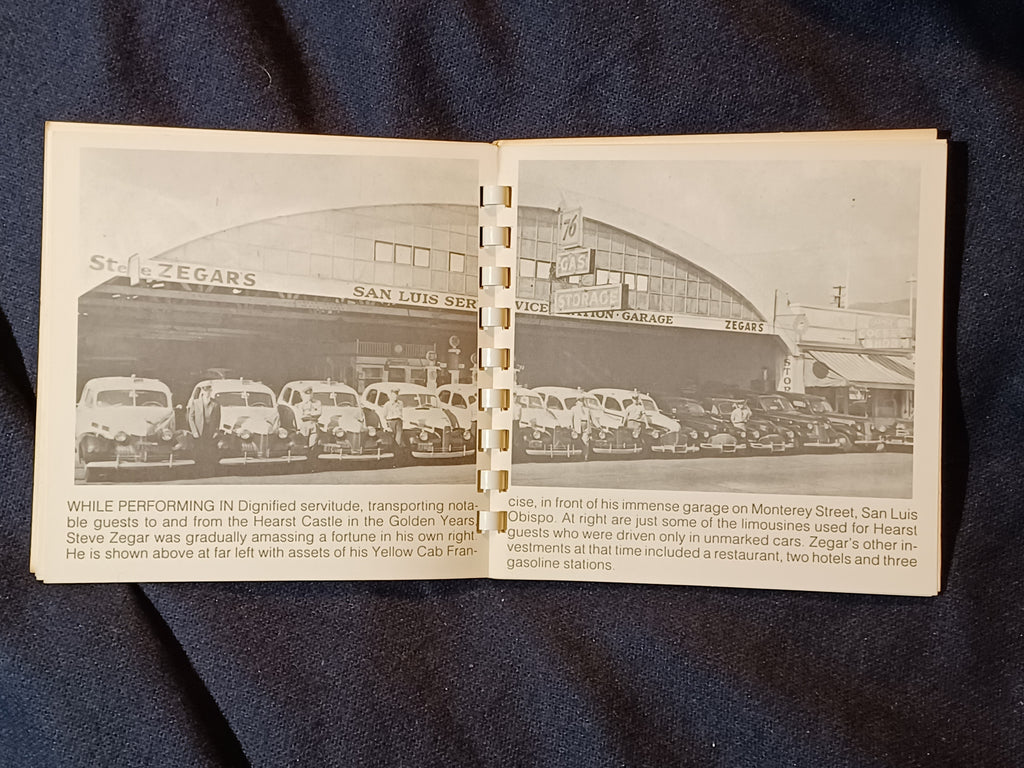 Steve ZEGAR'S
SAN LUIS SER
WHILE PERFORMING IN Dignified servitude, transporting nota-
ble guests to and from the Hearst Castle in the Golden Years,
Steve Zegar was gradually amassing a fortune in his own right.
He is shown above at far left with assets of his Yellow Cab Fran-
76
GAS
STORAGE
VICE TION · GARAGE
ZEGARS
STOR
cise, in front of his immense garage on Monterey Street, San Luis
Obispo. At right are just some of the limousines used for Hearst
guests who were driven only in unmarked cars. Zegar's other in-
vestments at that time included a restaurant, two hotels and three
gasoline stations.